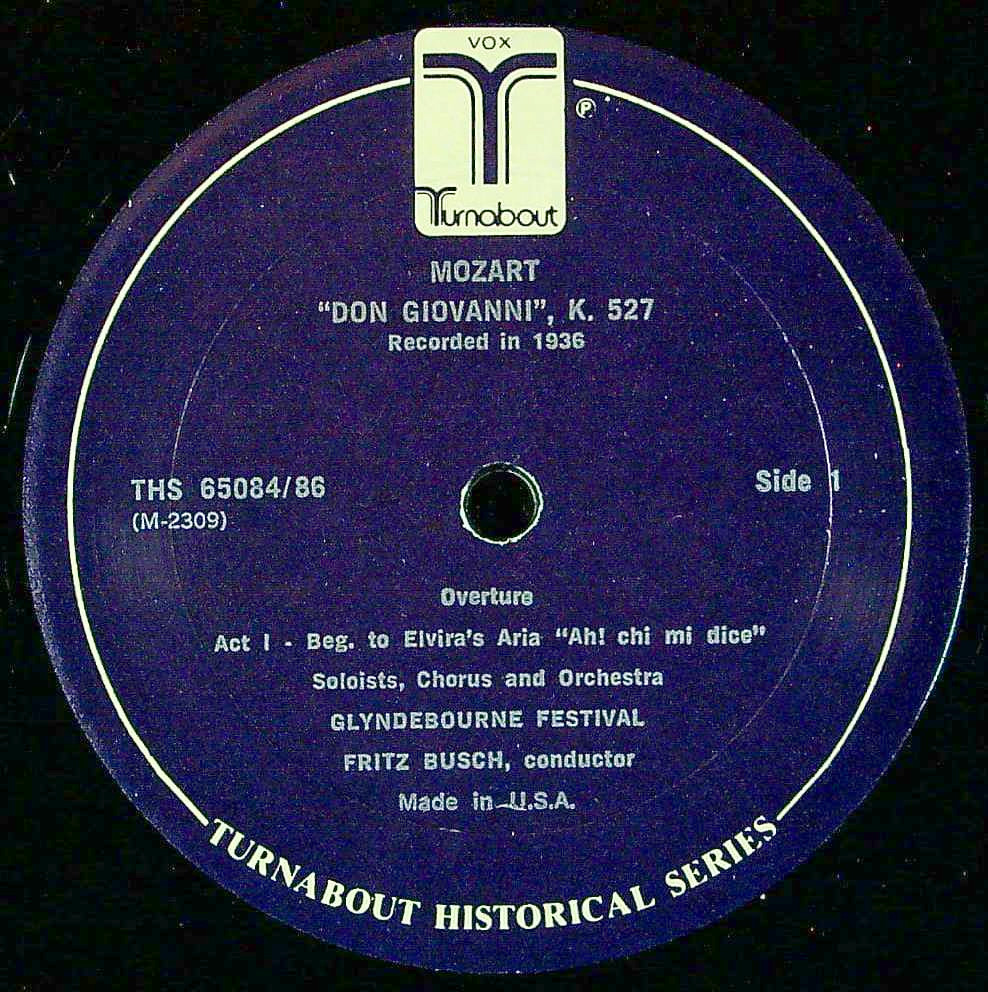 VOX
Turnabout
℗
MOZART
“DON GIOVANNI”, K. 527
Recorded in 1936
THS 65084/86
(M-2309)
Side 1
Overture
Act I - Beg. to Elvira's Aria “Ah! chi mi dice”
Soloists, Chorus and Orchestra
GLYNDEBOURNE FESTIVAL
FRITZ BUSCH, conductor
Made in U.S.A.
TURNABOUT HISTORICAL SERIES